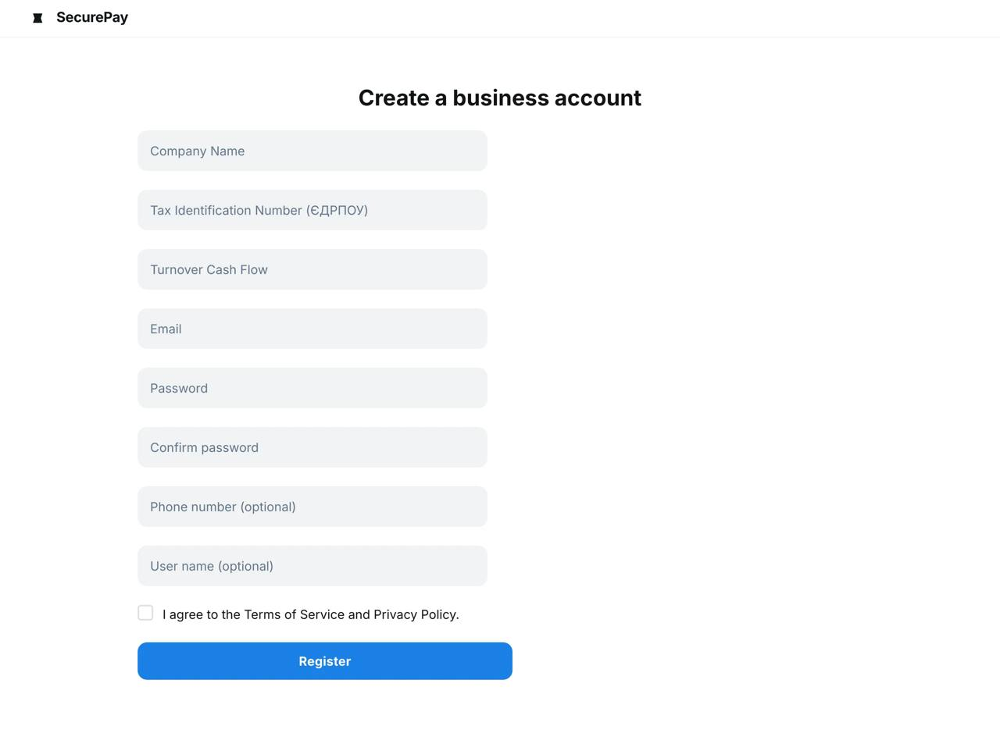 SecurePay
Create a business account
Company Name
Tax Identification Number (ЄДРПОУ)
Turnover Cash Flow
Email
Password
Confirm password
Phone number (optional)
User name (optional)
I agree to the Terms of Service and Privacy Policy.
Register